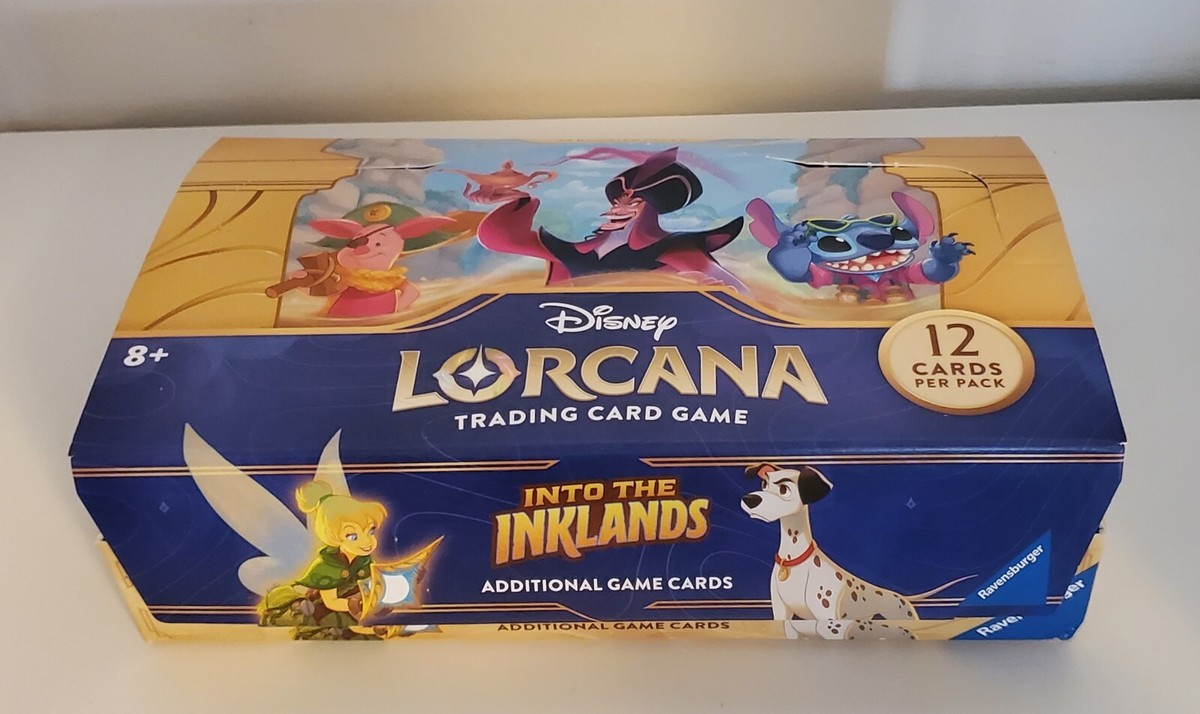 8+
DISNEY
LORCANA
TRADING CARD GAME
12
CARDS
PER PACK
INTO THE
INKLANDS
ADDITIONAL GAME CARDS
Ravensburger
ADDITIONAL GAME CARDS